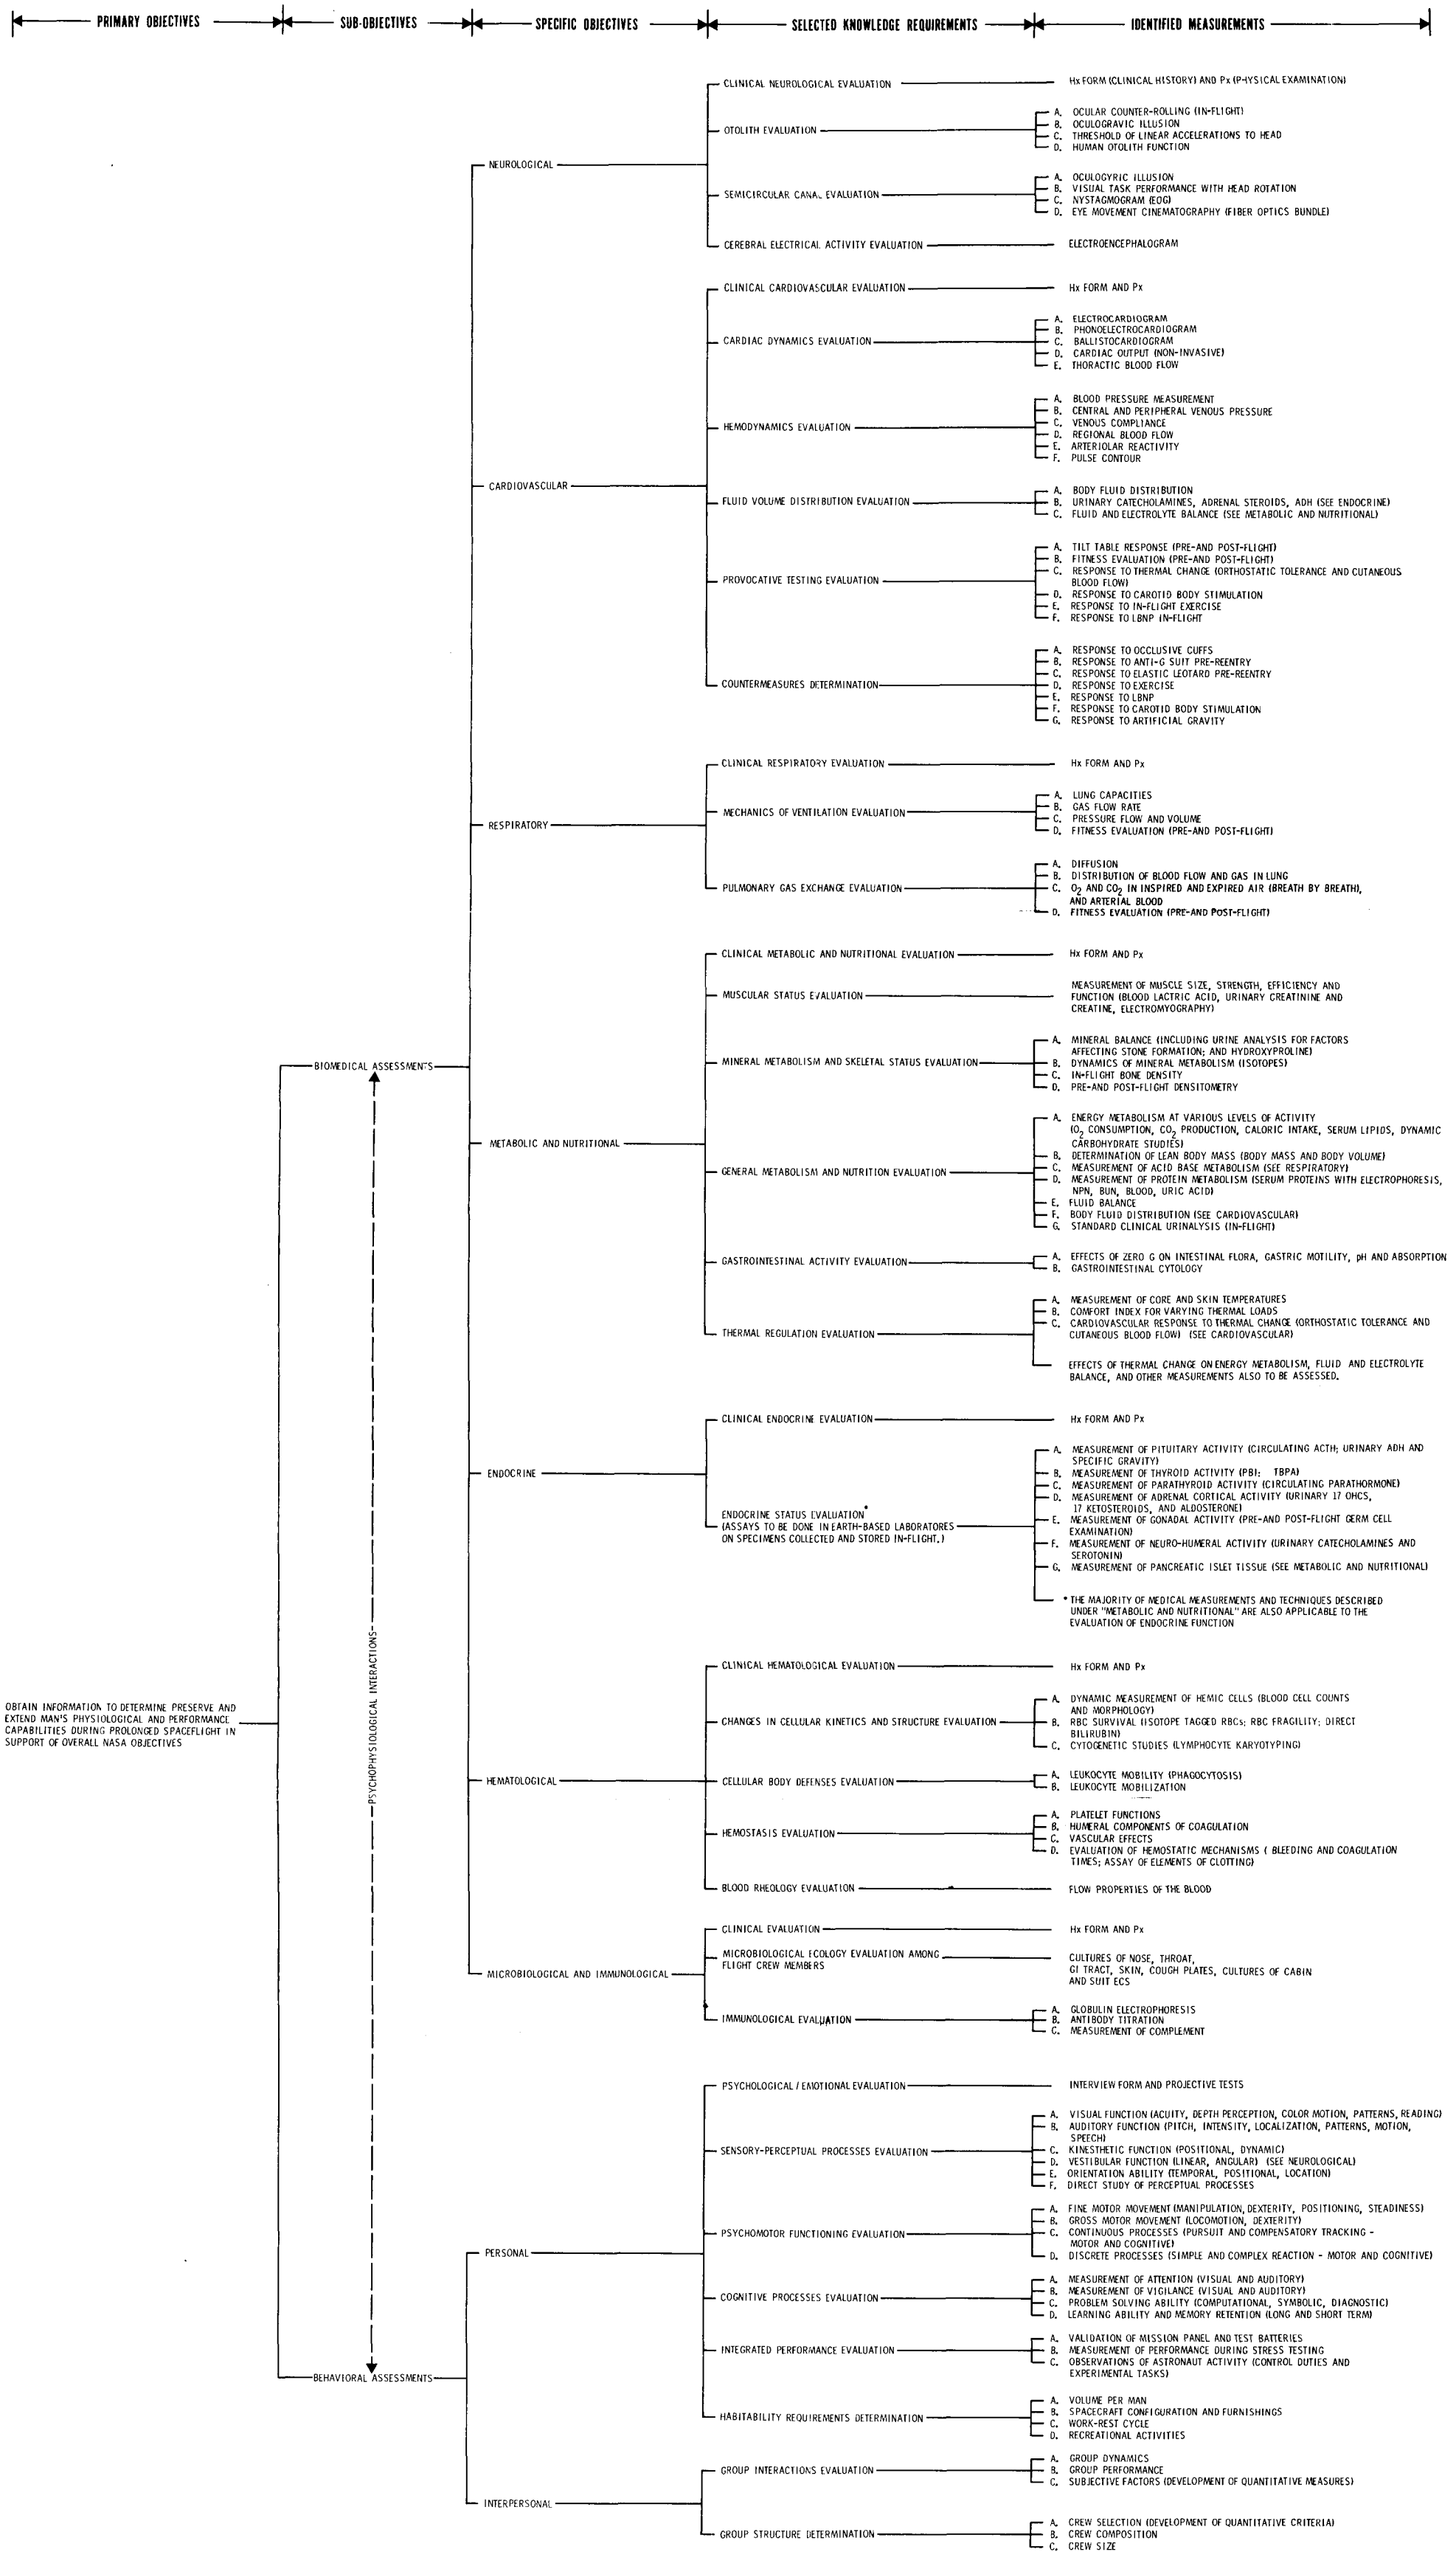 PRIMARY OBJECTIVES
SUB-OBJECTIVES
SPECIFIC OBJECTIVES
SELECTED KNOWLEDGE REQUIREMENTS
IDENTIFIED MEASUREMENTS
OBTAIN INFORMATION TO DETERMINE PRESERVE AND
EXTEND MAN'S PHYSIOLOGICAL AND PERFORMANCE
CAPABILITIES DURING PROLONGED SPACEFLIGHT IN
SUPPORT OF OVERALL NASA OBJECTIVES
BIOMEDICAL ASSESSMENTS
PSYCHOPHYSIOLOGICAL INTERACTIONS
NEUROLOGICAL
CLINICAL NEUROLOGICAL EVALUATION
Hx FORM (CLINICAL HISTORY) AND Px (PHYSICAL EXAMINATION)
OTOLITH EVALUATION
A. OCULAR COUNTER-ROLLING (IN-FLIGHT)
B. OCULOGRAVIC ILLUSION
C. THRESHOLD OF LINEAR ACCELERATIONS TO HEAD
D. HUMAN OTOLITH FUNCTION
SEMICIRCULAR CANAL EVALUATION
A. OCULOGYRIC ILLUSION
B. VISUAL TASK PERFORMANCE WITH HEAD ROTATION
C. NYSTAGMOGRAM (EOG)
D. EYE MOVEMENT CINEMATOGRAPHY (FIBER OPTICS BUNDLE)
CEREBRAL ELECTRICAL ACTIVITY EVALUATION
ELECTROENCEPHALOGRAM
CARDIOVASCULAR
CLINICAL CARDIOVASCULAR EVALUATION
Hx FORM AND Px
CARDIAC DYNAMICS EVALUATION
A. ELECTROCARDIOGRAM
B. PHONOELECTROCARDIOGRAM
C. BALLISTOCARDIOGRAM
D. CARDIAC OUTPUT (NON-INVASIVE)
E. THORACTIC BLOOD FLOW
HEMODYNAMICS EVALUATION
A. BLOOD PRESSURE MEASUREMENT
B. CENTRAL AND PERIPHERAL VENOUS PRESSURE
C. VENOUS COMPLIANCE
D. REGIONAL BLOOD FLOW
E. ARTERIOLAR REACTIVITY
F. PULSE CONTOUR
FLUID VOLUME DISTRIBUTION EVALUATION
A. BODY FLUID DISTRIBUTION
B. URINARY CATECHOLAMINES, ADRENAL STEROIDS, ADH (SEE ENDOCRINE)
C. FLUID AND ELECTROLYTE BALANCE (SEE METABOLIC AND NUTRITIONAL)
PROVOCATIVE TESTING EVALUATION
A. TILT TABLE RESPONSE (PRE-AND POST-FLIGHT)
B. FITNESS EVALUATION (PRE-AND POST-FLIGHT)
C. RESPONSE TO THERMAL CHANGE (ORTHOSTATIC TOLERANCE AND CUTANEOUS
BLOOD FLOW)
D. RESPONSE TO CAROTID BODY STIMULATION
E. RESPONSE TO IN-FLIGHT EXERCISE
F. RESPONSE TO LBNP IN-FLIGHT
COUNTERMEASURES DETERMINATION
A. RESPONSE TO OCCLUSIVE CUFFS
B. RESPONSE TO ANTI-G SUIT PRE-REENTRY
C. RESPONSE TO ELASTIC LEOTARD PRE-REENTRY
D. RESPONSE TO EXERCISE
E. RESPONSE TO LBNP
F. RESPONSE TO CAROTID BODY STIMULATION
G. RESPONSE TO ARTIFICIAL GRAVITY
RESPIRATORY
CLINICAL RESPIRATORY EVALUATION
Hx FORM AND Px
MECHANICS OF VENTILATION EVALUATION
A. LUNG CAPACITIES
B. GAS FLOW RATE
C. PRESSURE FLOW AND VOLUME
D. FITNESS EVALUATION (PRE-AND POST-FLIGHT)
PULMONARY GAS EXCHANGE EVALUATION
A. DIFFUSION
B. DISTRIBUTION OF BLOOD FLOW AND GAS IN LUNG
C. O2 AND CO2 IN INSPIRED AND EXPIRED AIR (BREATH BY BREATH),
AND ARTERIAL BLOOD
D. FITNESS EVALUATION (PRE-AND POST-FLIGHT)
METABOLIC AND NUTRITIONAL
CLINICAL METABOLIC AND NUTRITIONAL EVALUATION
Hx FORM AND Px
MUSCULAR STATUS EVALUATION
MEASUREMENT OF MUSCLE SIZE, STRENGTH, EFFICIENCY AND
FUNCTION (BLOOD LACTRIC ACID, URINARY CREATININE AND
CREATINE, ELECTROMYOGRAPHY)
MINERAL METABOLISM AND SKELETAL STATUS EVALUATION
A. MINERAL BALANCE (INCLUDING URINE ANALYSIS FOR FACTORS
AFFECTING STONE FORMATION; AND HYDROXYPROLINE)
B. DYNAMICS OF MINERAL METABOLISM (ISOTOPES)
C. IN-FLIGHT BONE DENSITY
D. PRE-AND POST-FLIGHT DENSITOMETRY
GENERAL METABOLISM AND NUTRITION EVALUATION
A. ENERGY METABOLISM AT VARIOUS LEVELS OF ACTIVITY
(O2 CONSUMPTION, CO2 PRODUCTION, CALORIC INTAKE, SERUM LIPIDS, DYNAMIC
CARBOHYDRATE STUDIES)
B. DETERMINATION OF LEAN BODY MASS (BODY MASS AND BODY VOLUME)
C. MEASUREMENT OF ACID BASE METABOLISM (SEE RESPIRATORY)
D. MEASUREMENT OF PROTEIN METABOLISM (SERUM PROTEINS WITH ELECTROPHORESIS,
NPN, BUN, BLOOD, URIC ACID)
E. FLUID BALANCE
F. BODY FLUID DISTRIBUTION (SEE CARDIOVASCULAR)
G. STANDARD CLINICAL URINALYSIS (IN-FLIGHT)
GASTROINTESTINAL ACTIVITY EVALUATION
A. EFFECTS OF ZERO G ON INTESTINAL FLORA, GASTRIC MOTILITY, pH AND ABSORPTION
B. GASTROINTESTINAL CYTOLOGY
THERMAL REGULATION EVALUATION
A. MEASUREMENT OF CORE AND SKIN TEMPERATURES
B. COMFORT INDEX FOR VARYING THERMAL LOADS
C. CARDIOVASCULAR RESPONSE TO THERMAL CHANGE (ORTHOSTATIC TOLERANCE AND
CUTANEOUS BLOOD FLOW) (SEE CARDIOVASCULAR)
EFFECTS OF THERMAL CHANGE ON ENERGY METABOLISM, FLUID AND ELECTROLYTE
BALANCE, AND OTHER MEASUREMENTS ALSO TO BE ASSESSED.
ENDOCRINE
CLINICAL ENDOCRINE EVALUATION
Hx FORM AND Px
ENDOCRINE STATUS EVALUATION*
(ASSAYS TO BE DONE IN EARTH-BASED LABORATORES
ON SPECIMENS COLLECTED AND STORED IN-FLIGHT.)
A. MEASUREMENT OF PITUITARY ACTIVITY (CIRCULATING ACTH; URINARY ADH AND
SPECIFIC GRAVITY)
B. MEASUREMENT OF THYROID ACTIVITY (PBI; TBPA)
C. MEASUREMENT OF PARATHYROID ACTIVITY (CIRCULATING PARATHORMONE)
D. MEASUREMENT OF ADRENAL CORTICAL ACTIVITY (URINARY 17 OHCS,
17 KETOSTEROIDS, AND ALDOSTERONE)
E. MEASUREMENT OF GONADAL ACTIVITY (PRE-AND POST-FLIGHT GERM CELL
EXAMINATION)
F. MEASUREMENT OF NEURO-HUMERAL ACTIVITY (URINARY CATECHOLAMINES AND
SEROTONIN)
G. MEASUREMENT OF PANCREATIC ISLET TISSUE (SEE METABOLIC AND NUTRITIONAL)
* THE MAJORITY OF MEDICAL MEASUREMENTS AND TECHNIQUES DESCRIBED
UNDER "METABOLIC AND NUTRITIONAL" ARE ALSO APPLICABLE TO THE
EVALUATION OF ENDOCRINE FUNCTION
HEMATOLOGICAL
CLINICAL HEMATOLOGICAL EVALUATION
Hx FORM AND Px
CHANGES IN CELLULAR KINETICS AND STRUCTURE EVALUATION
A. DYNAMIC MEASUREMENT OF HEMIC CELLS (BLOOD CELL COUNTS
AND MORPHOLOGY)
B. RBC SURVIVAL (ISOTOPE TAGGED RBCs; RBC FRAGILITY; DIRECT
BILIRUBIN)
C. CYTOGENETIC STUDIES (LYMPHOCYTE KARYOTYPING)
CELLULAR BODY DEFENSES EVALUATION
A. LEUKOCYTE MOBILITY (PHAGOCYTOSIS)
B. LEUKOCYTE MOBILIZATION
HEMOSTASIS EVALUATION
A. PLATELET FUNCTIONS
B. HUMERAL COMPONENTS OF COAGULATION
C. VASCULAR EFFECTS
D. EVALUATION OF HEMOSTATIC MECHANISMS ( BLEEDING AND COAGULATION
TIMES; ASSAY OF ELEMENTS OF CLOTTING)
BLOOD RHEOLOGY EVALUATION
FLOW PROPERTIES OF THE BLOOD
MICROBIOLOGICAL AND IMMUNOLOGICAL
CLINICAL EVALUATION
Hx FORM AND Px
MICROBIOLOGICAL ECOLOGY EVALUATION AMONG
FLIGHT CREW MEMBERS
CULTURES OF NOSE, THROAT,
GI TRACT, SKIN, COUGH PLATES, CULTURES OF CABIN
AND SUIT ECS
IMMUNOLOGICAL EVALUATION
A. GLOBULIN ELECTROPHORESIS
B. ANTIBODY TITRATION
C. MEASUREMENT OF COMPLEMENT
BEHAVIORAL ASSESSMENTS
PERSONAL
PSYCHOLOGICAL / EMOTIONAL EVALUATION
INTERVIEW FORM AND PROJECTIVE TESTS
SENSORY-PERCEPTUAL PROCESSES EVALUATION
A. VISUAL FUNCTION (ACUITY, DEPTH PERCEPTION, COLOR MOTION, PATTERNS, READING)
B. AUDITORY FUNCTION (PITCH, INTENSITY, LOCALIZATION, PATTERNS, MOTION,
SPEECH)
C. KINESTHETIC FUNCTION (POSITIONAL, DYNAMIC)
D. VESTIBULAR FUNCTION (LINEAR, ANGULAR) (SEE NEUROLOGICAL)
E. ORIENTATION ABILITY (TEMPORAL, POSITIONAL, LOCATION)
F. DIRECT STUDY OF PERCEPTUAL PROCESSES
PSYCHOMOTOR FUNCTIONING EVALUATION
A. FINE MOTOR MOVEMENT (MANIPULATION, DEXTERITY, POSITIONING, STEADINESS)
B. GROSS MOTOR MOVEMENT (LOCOMOTION, DEXTERITY)
C. CONTINUOUS PROCESSES (PURSUIT AND COMPENSATORY TRACKING -
MOTOR AND COGNITIVE)
D. DISCRETE PROCESSES (SIMPLE AND COMPLEX REACTION - MOTOR AND COGNITIVE)
COGNITIVE PROCESSES EVALUATION
A. MEASUREMENT OF ATTENTION (VISUAL AND AUDITORY)
B. MEASUREMENT OF VIGILANCE (VISUAL AND AUDITORY)
C. PROBLEM SOLVING ABILITY (COMPUTATIONAL, SYMBOLIC, DIAGNOSTIC)
D. LEARNING ABILITY AND MEMORY RETENTION (LONG AND SHORT TERM)
INTEGRATED PERFORMANCE EVALUATION
A. VALIDATION OF MISSION PANEL AND TEST BATTERIES
B. MEASUREMENT OF PERFORMANCE DURING STRESS TESTING
C. OBSERVATIONS OF ASTRONAUT ACTIVITY (CONTROL DUTIES AND
EXPERIMENTAL TASKS)
HABITABILITY REQUIREMENTS DETERMINATION
A. VOLUME PER MAN
B. SPACECRAFT CONFIGURATION AND FURNISHINGS
C. WORK-REST CYCLE
D. RECREATIONAL ACTIVITIES
INTERPERSONAL
GROUP INTERACTIONS EVALUATION
A. GROUP DYNAMICS
B. GROUP PERFORMANCE
C. SUBJECTIVE FACTORS (DEVELOPMENT OF QUANTITATIVE MEASURES)
GROUP STRUCTURE DETERMINATION
A. CREW SELECTION (DEVELOPMENT OF QUANTITATIVE CRITERIA)
B. CREW COMPOSITION
C. CREW SIZE